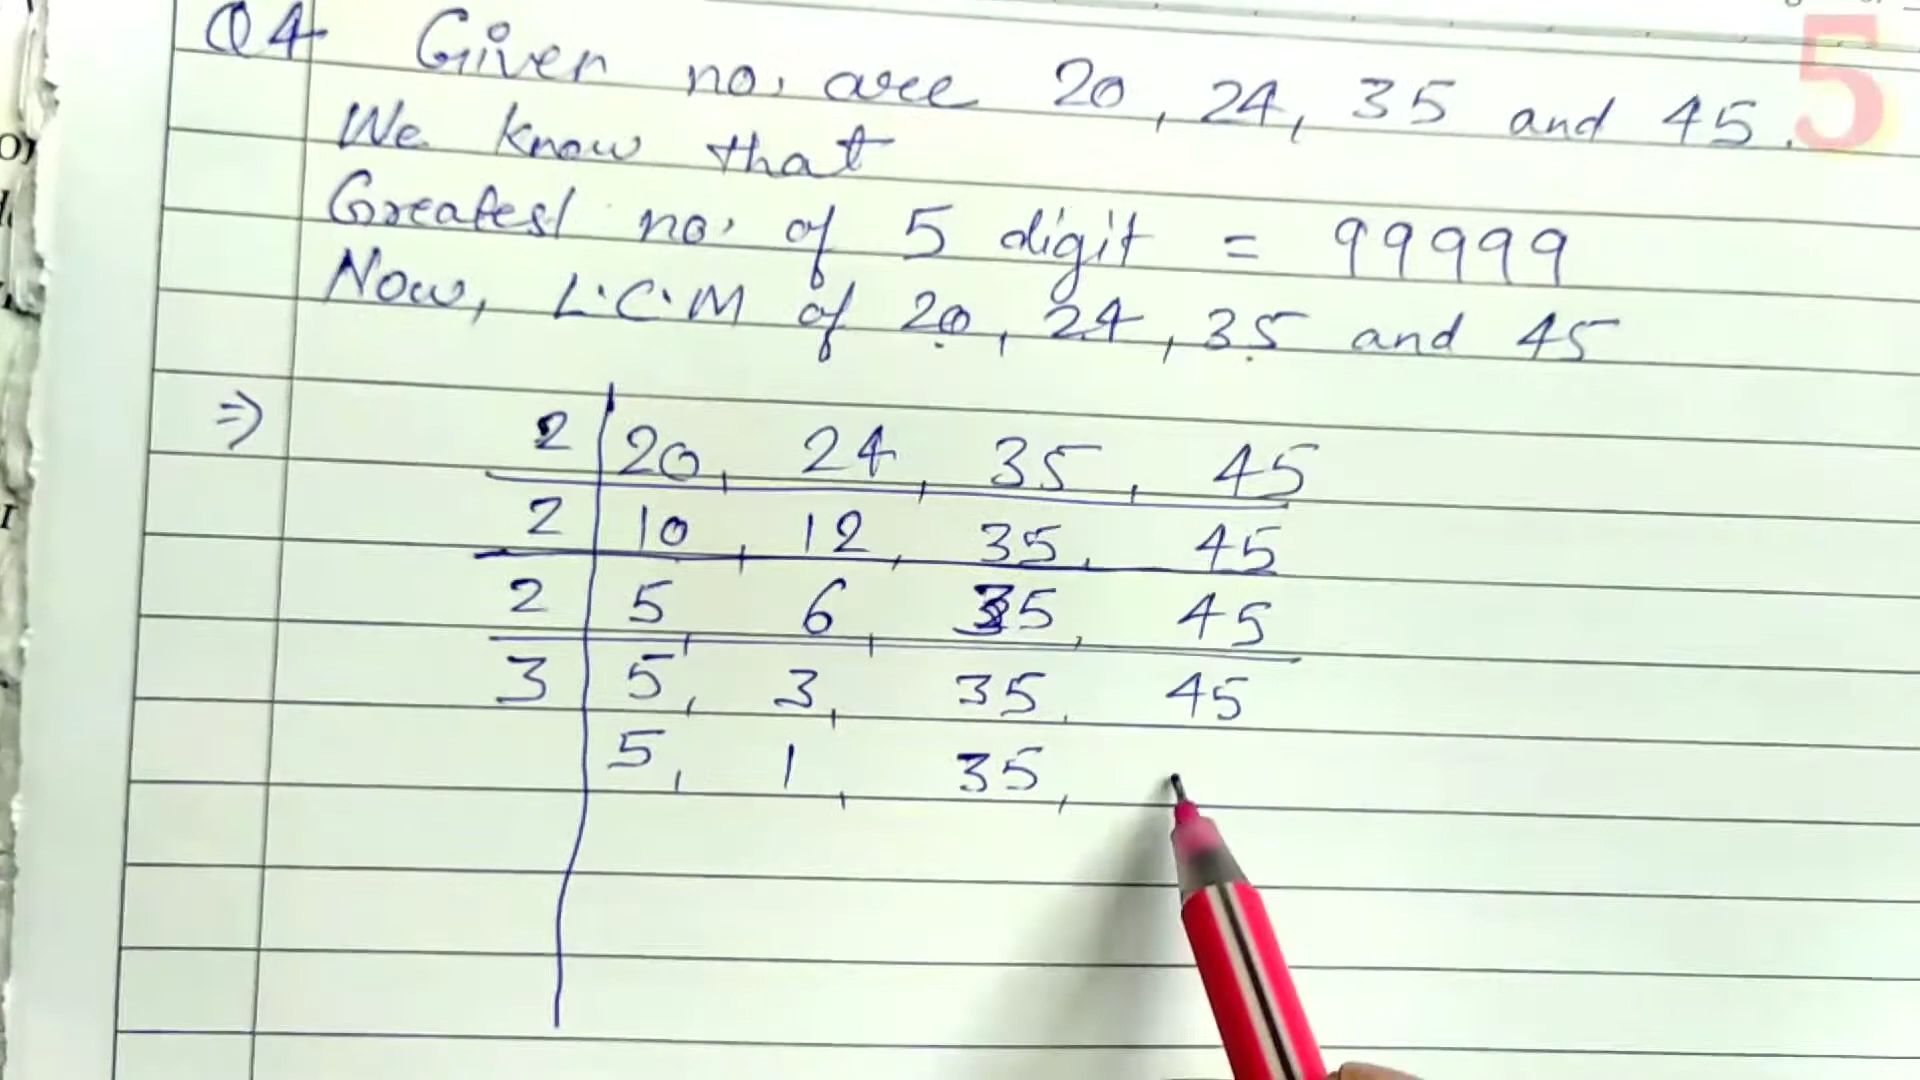 Q4 Given no. are 20, 24, 35 and 45.
We know that
Greatest no. of 5 digit = 99999
Now, L.C.M of 20, 24, 35 and 45
⇒ 2 | 20, 24, 35, 45
2 | 10, 12, 35, 45
2 | 5, 6, 35, 45
3 | 5, 3, 35, 45
5, 1, 35,
5